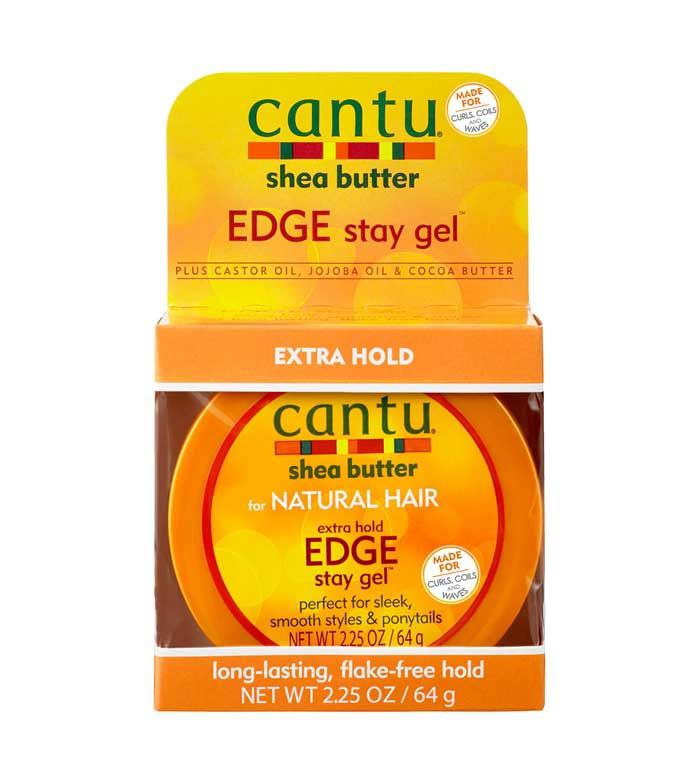 cantu®
MADE
FOR
CURLS, COILS
AND
WAVES
shea butter
EDGE stay gel™
PLUS CASTOR OIL, JOJOBA OIL & COCOA BUTTER
EXTRA HOLD
cantu®
shea butter
for NATURAL HAIR
extra hold
EDGE
stay gel™
MADE
FOR
CURLS, COILS
AND
WAVES
perfect for sleek,
smooth styles & ponytails
NET WT 2.25 OZ / 64 g
long-lasting, flake-free hold
NET WT 2.25 OZ / 64 g